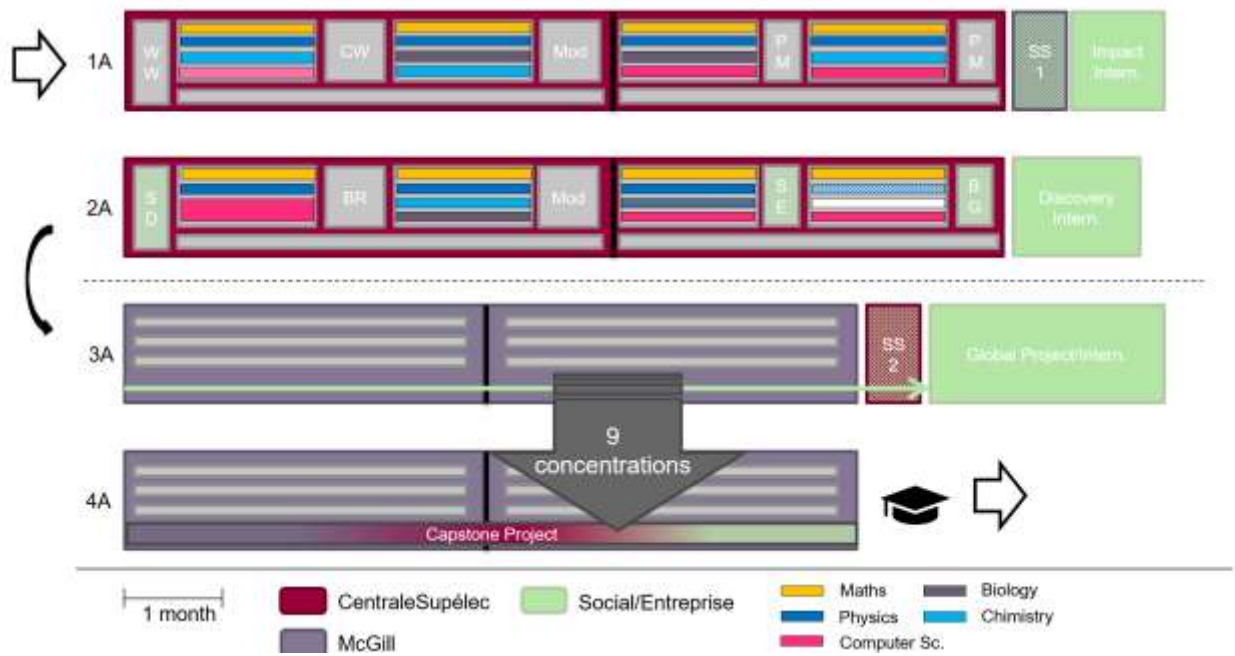 1A
W
W
CW
Mod
P
M
P
M
SS
1
Impact
Intern.
2A
S
D
BR
Mod
S
E
B
G
Discovery
Intern.
3A
SS
2
Global Project/Intern.
9
concentrations
4A
Capstone Project
1 month
CentraleSupélec
Social/Entreprise
McGill
Maths
Biology
Physics
Chimistry
Computer Sc.